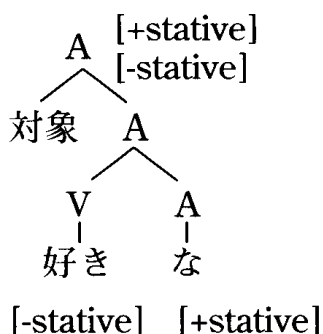 A [+stative]
[-stative]
対象 A
V A
好き な
[-stative] [+stative]